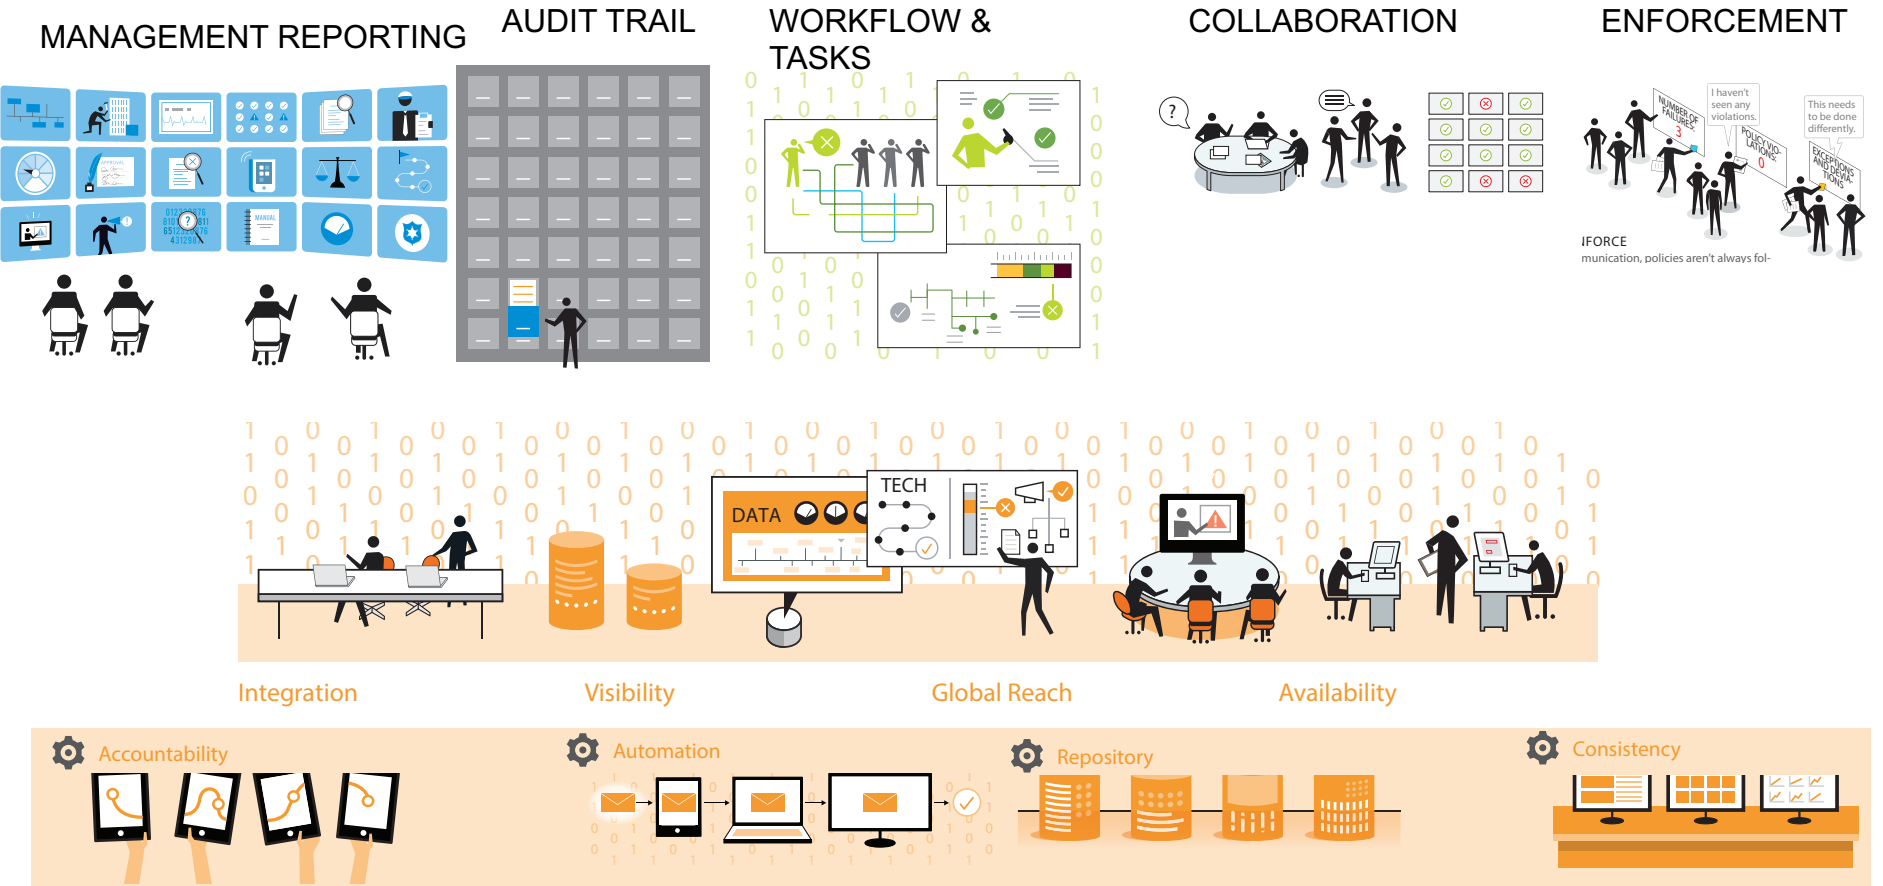 MANAGEMENT REPORTING
AUDIT TRAIL
WORKFLOW &
TASKS
COLLABORATION
ENFORCEMENT
APPROVAL
MANUAL
?
?
NUMBER OF
FAILURES:
3
I haven't
seen any
violations.
POLICY VIO-
LATIONS:
0
This needs
to be done
differently.
EXCEPTIONS
AND DEVIA-
TIONS
IFORCE
munication, policies aren't always fol-
DATA
TECH
Integration
Visibility
Global Reach
Availability
Accountability
Automation
Repository
Consistency